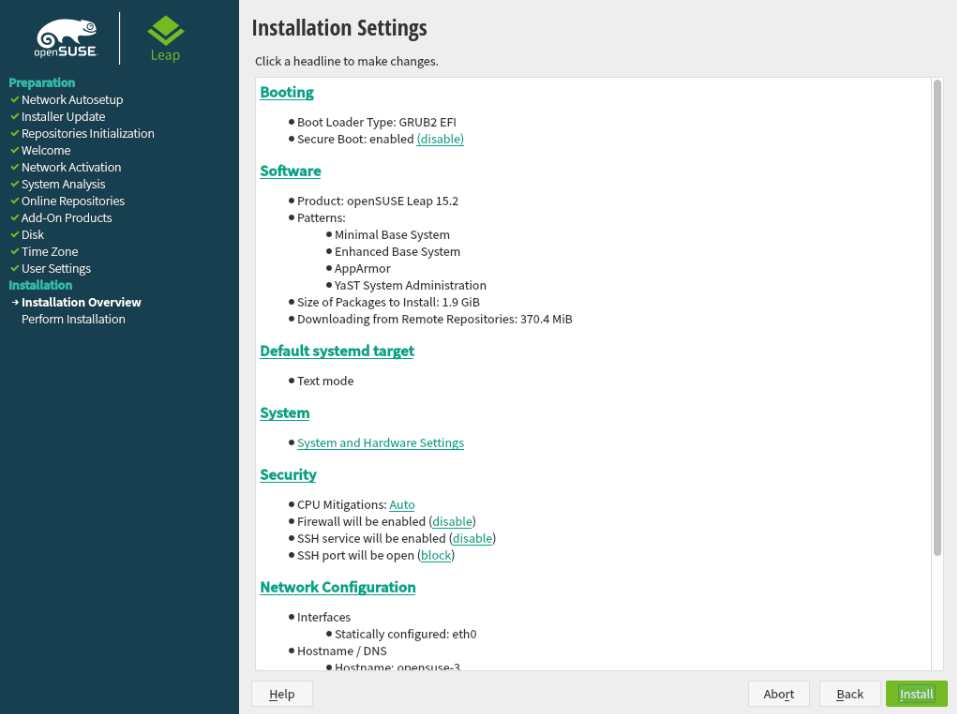 openSUSE
Leap
Preparation
Network Autosetup
Installer Update
Repositories Initialization
Welcome
Network Activation
System Analysis
Online Repositories
Add-On Products
Disk
Time Zone
User Settings
Installation
Installation Overview
Perform Installation
Installation Settings
Click a headline to make changes.
Booting
Boot Loader Type: GRUB2 EFI
Secure Boot: enabled (disable)
Software
Product: openSUSE Leap 15.2
Patterns:
Minimal Base System
Enhanced Base System
AppArmor
YaST System Administration
Size of Packages to Install: 1.9 GiB
Downloading from Remote Repositories: 370.4 MiB
Default systemd target
Text mode
System
System and Hardware Settings
Security
CPU Mitigations: Auto
Firewall will be enabled (disable)
SSH service will be enabled (disable)
SSH port will be open (block)
Network Configuration
Interfaces
Statically configured: eth0
Hostname / DNS
Hostname: opensuse-3
Help Abort Back Install